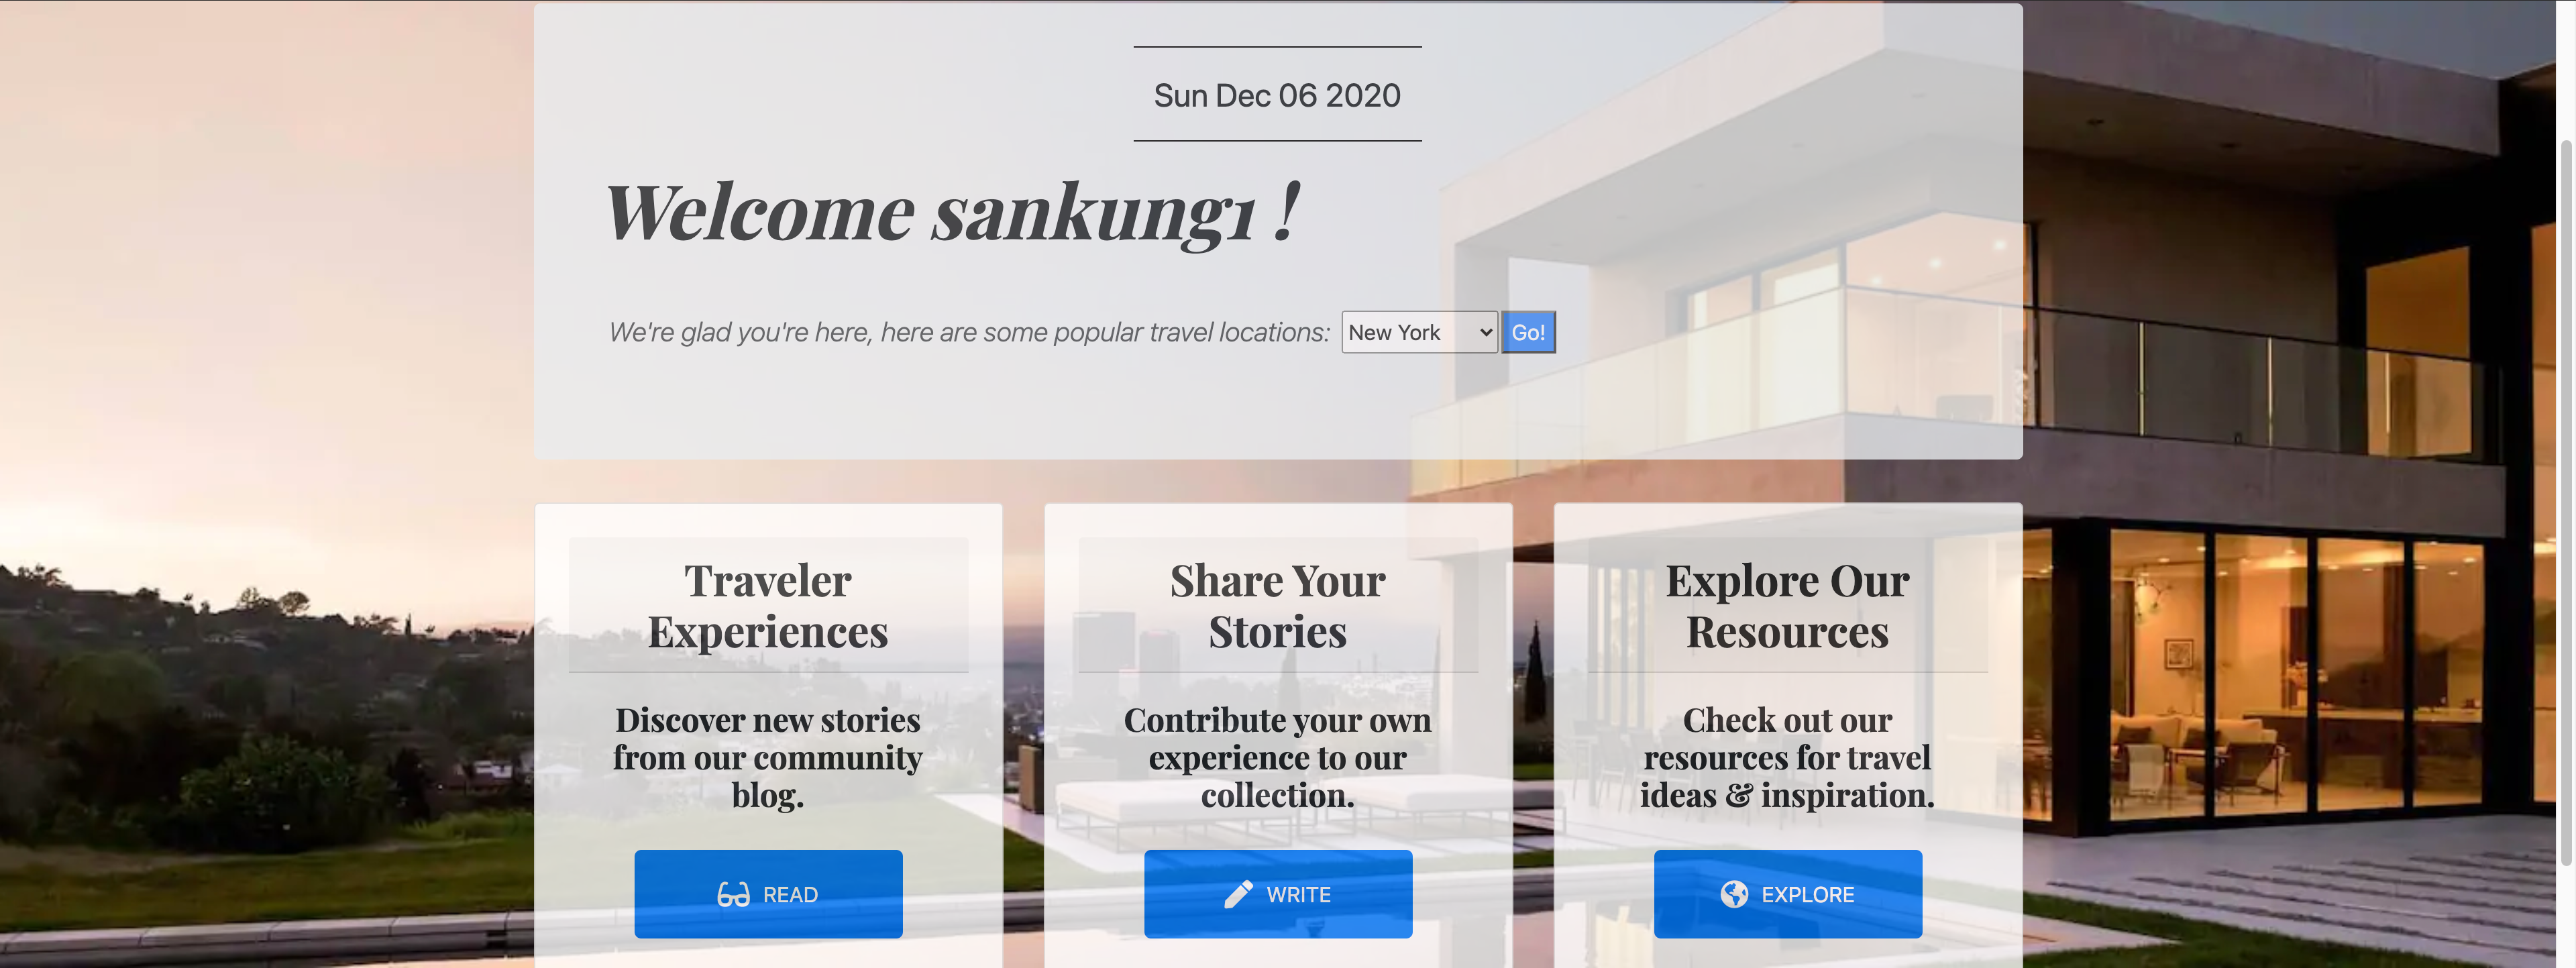 Sun Dec 06 2020
Welcome sankung1 !
We're glad you're here, here are some popular travel locations: New York Go!
Traveler
Experiences
Discover new stories
from our community
blog.
READ
Share Your
Stories
Contribute your own
experience to our
collection.
WRITE
Explore Our
Resources
Check out our
resources for travel
ideas & inspiration.
EXPLORE